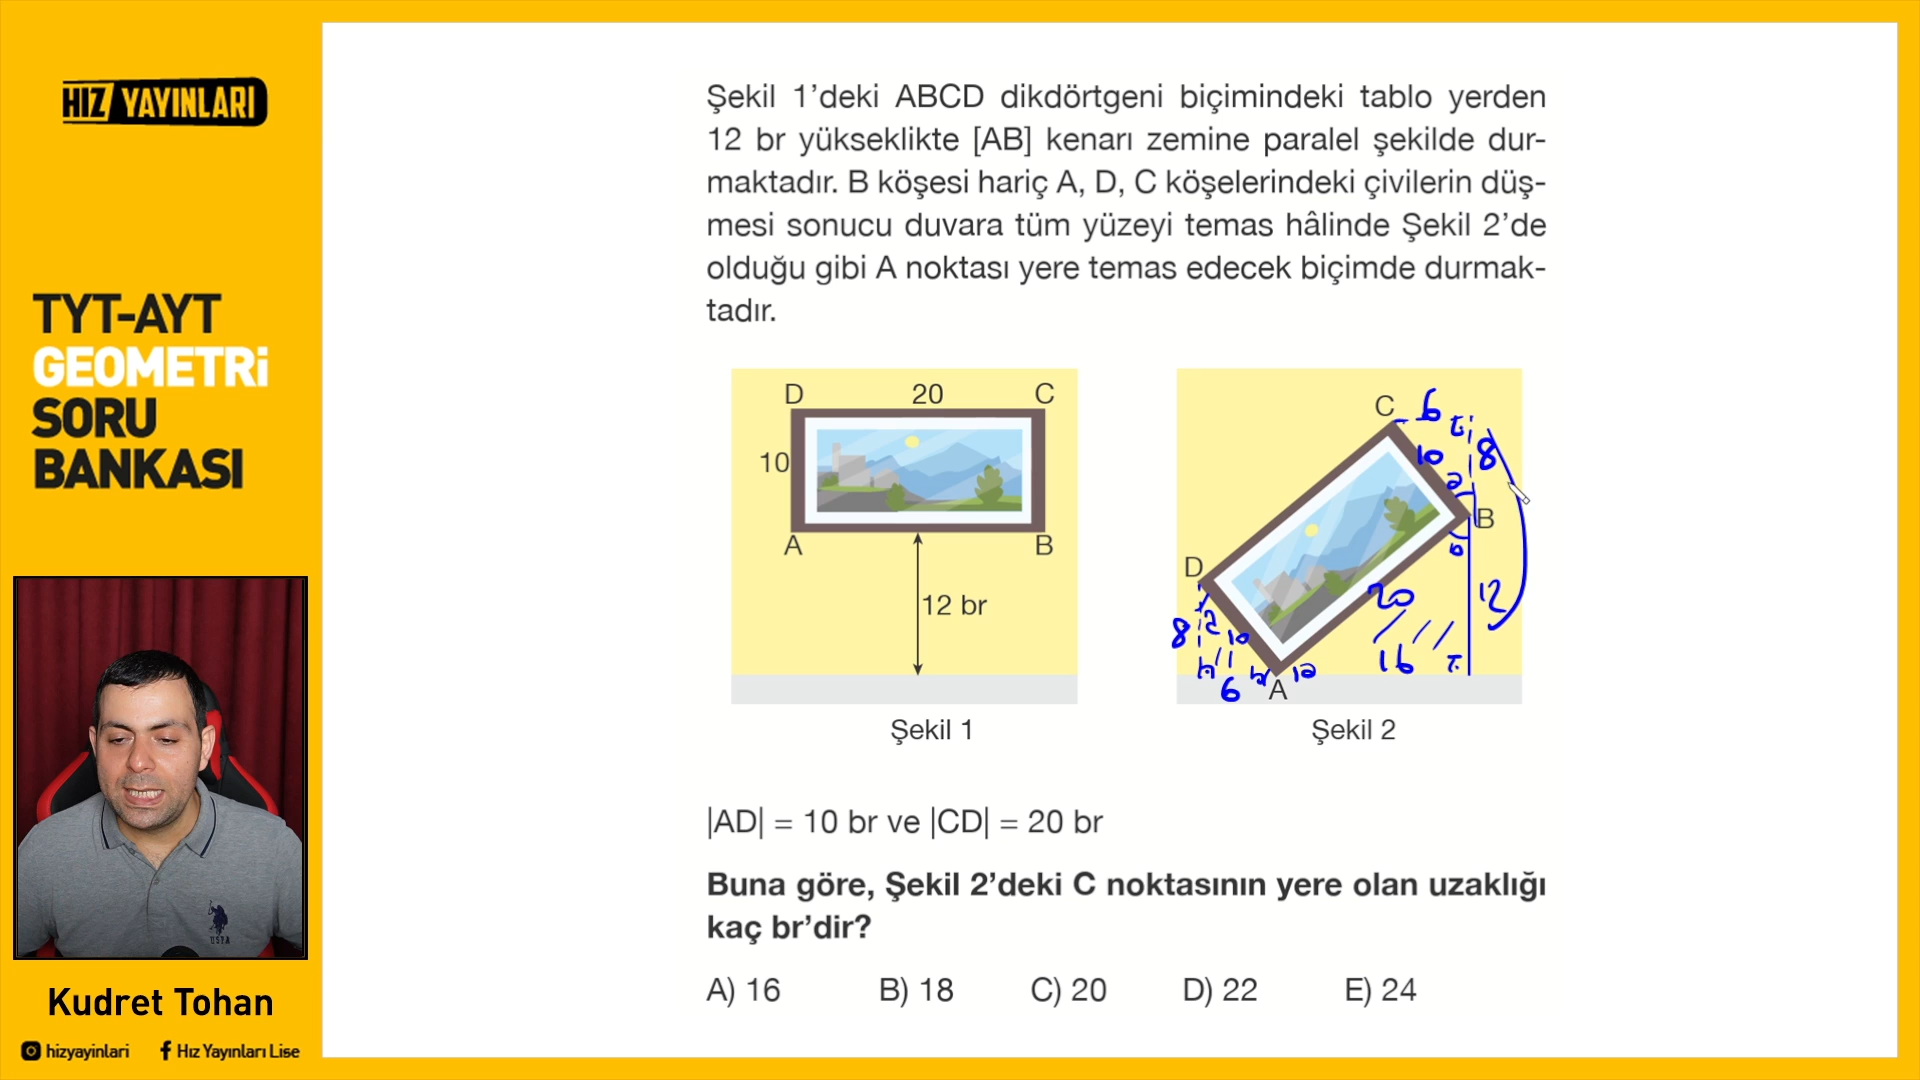 HIZ YAYINLARI
TYT-AYT
GEOMETRİ
SORU
BANKASI
Kudret Tohan
hizyayinlari
Hız Yayınları Lise
USPA
Şekil 1'deki ABCD dikdörtgeni biçimindeki tablo yerden
12 br yükseklikte [AB] kenarı zemine paralel şekilde dur-
maktadır. B köşesi hariç A, D, C köşelerindeki çivilerin düş-
mesi sonucu duvara tüm yüzeyi temas hâlinde Şekil 2'de
olduğu gibi A noktası yere temas edecek biçimde durmak-
tadır.
D 20 C
10
A B
12 br
Şekil 1
C 6
10 8
B
D
20 12
8 10
16
6 A
Şekil 2
|AD| = 10 br ve |CD| = 20 br
Buna göre, Şekil 2'deki C noktasının yere olan uzaklığı
kaç br'dir?
A) 16 B) 18 C) 20 D) 22 E) 24